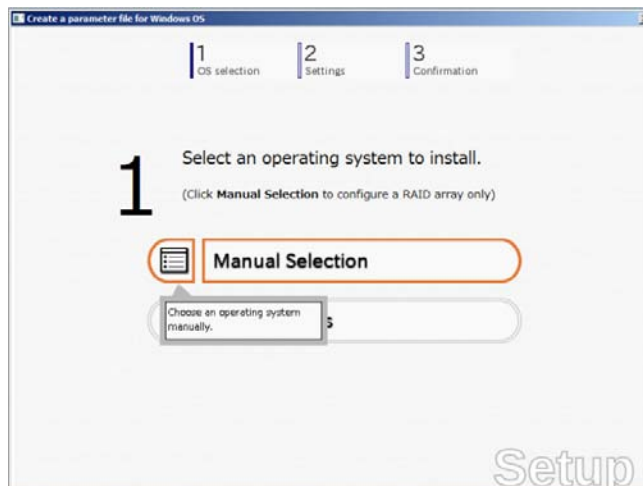 Create a parameter file for Windows OS
1
OS selection
2
Settings
3
Confirmation
1
Select an operating system to install.
(Click Manual Selection to configure a RAID array only)
Manual Selection
Choose an operating system
manually.
Setup